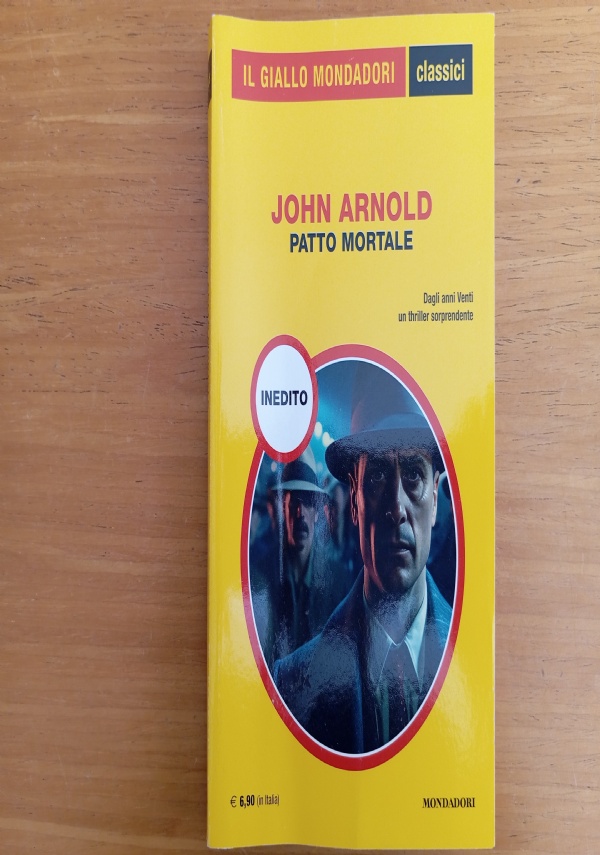 IL GIALLO MONDADORI classici
JOHN ARNOLD
PATTO MORTALE
Dagli anni Venti
un thriller sorprendente
INEDITO
€ 6,90 (in Italia)
MONDADORI